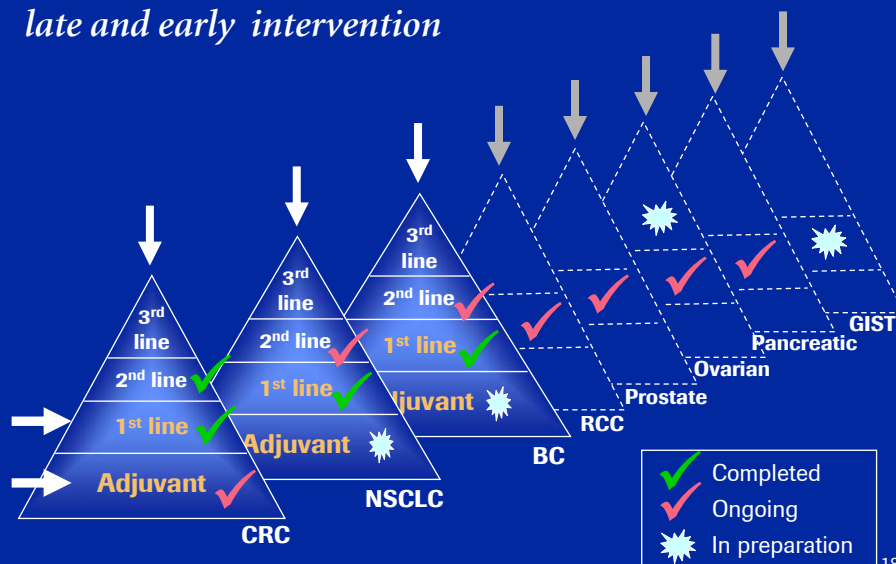 late and early intervention
3rd
line
2nd line
1st line
Adjuvant
CRC
3rd
line
2nd line
1st line
Adjuvant
NSCLC
3rd
line
2nd line
1st line
djuvant
BC
RCC
Prostate
Ovarian
Pancreatic
GIST
Completed
Ongoing
In preparation